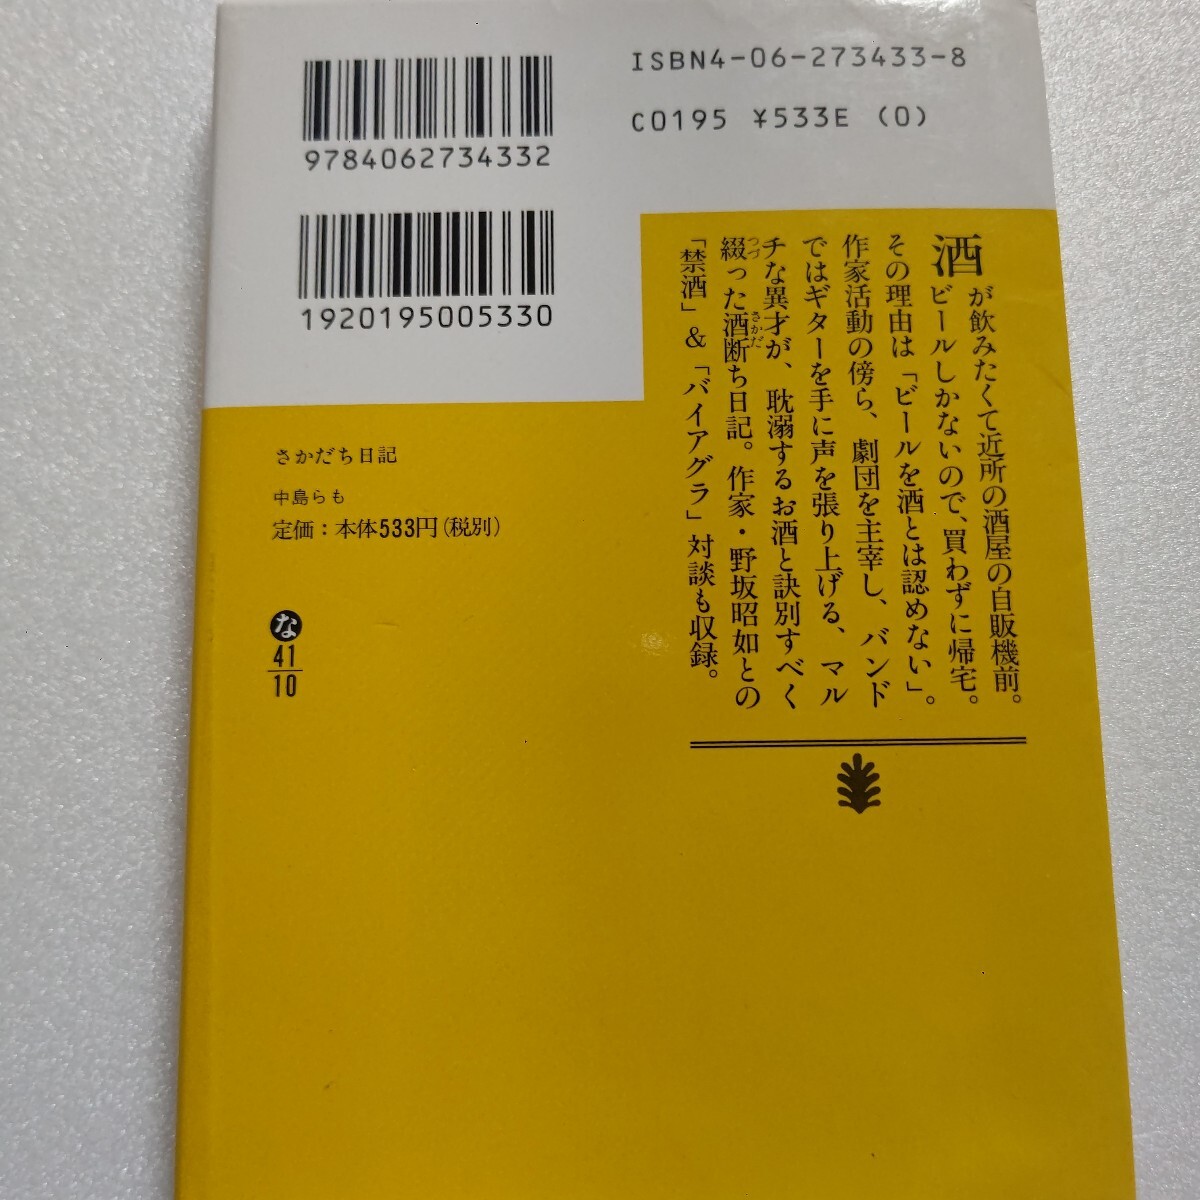 ISBN4-06-273433-8
C0195 ¥533E (0)
9784062734332
1920195005330
酒が飲みたくて近所の酒屋の自販機前。
ビールしかないので、買わずに帰宅。
その理由は「ビールを酒とは認めない」。
作家活動の傍ら、劇団を主宰し、バンド
ではギターを手に声を張り上げる、マル
チな異才が、耽溺するお酒と訣別すべく
綴った酒断ち日記。作家・野坂昭如との
つづ
さかだ
「禁酒」&「バイアグラ」対談も収録。
さかだち日記
中島らも
定価:本体533円(税別)
な
41
10